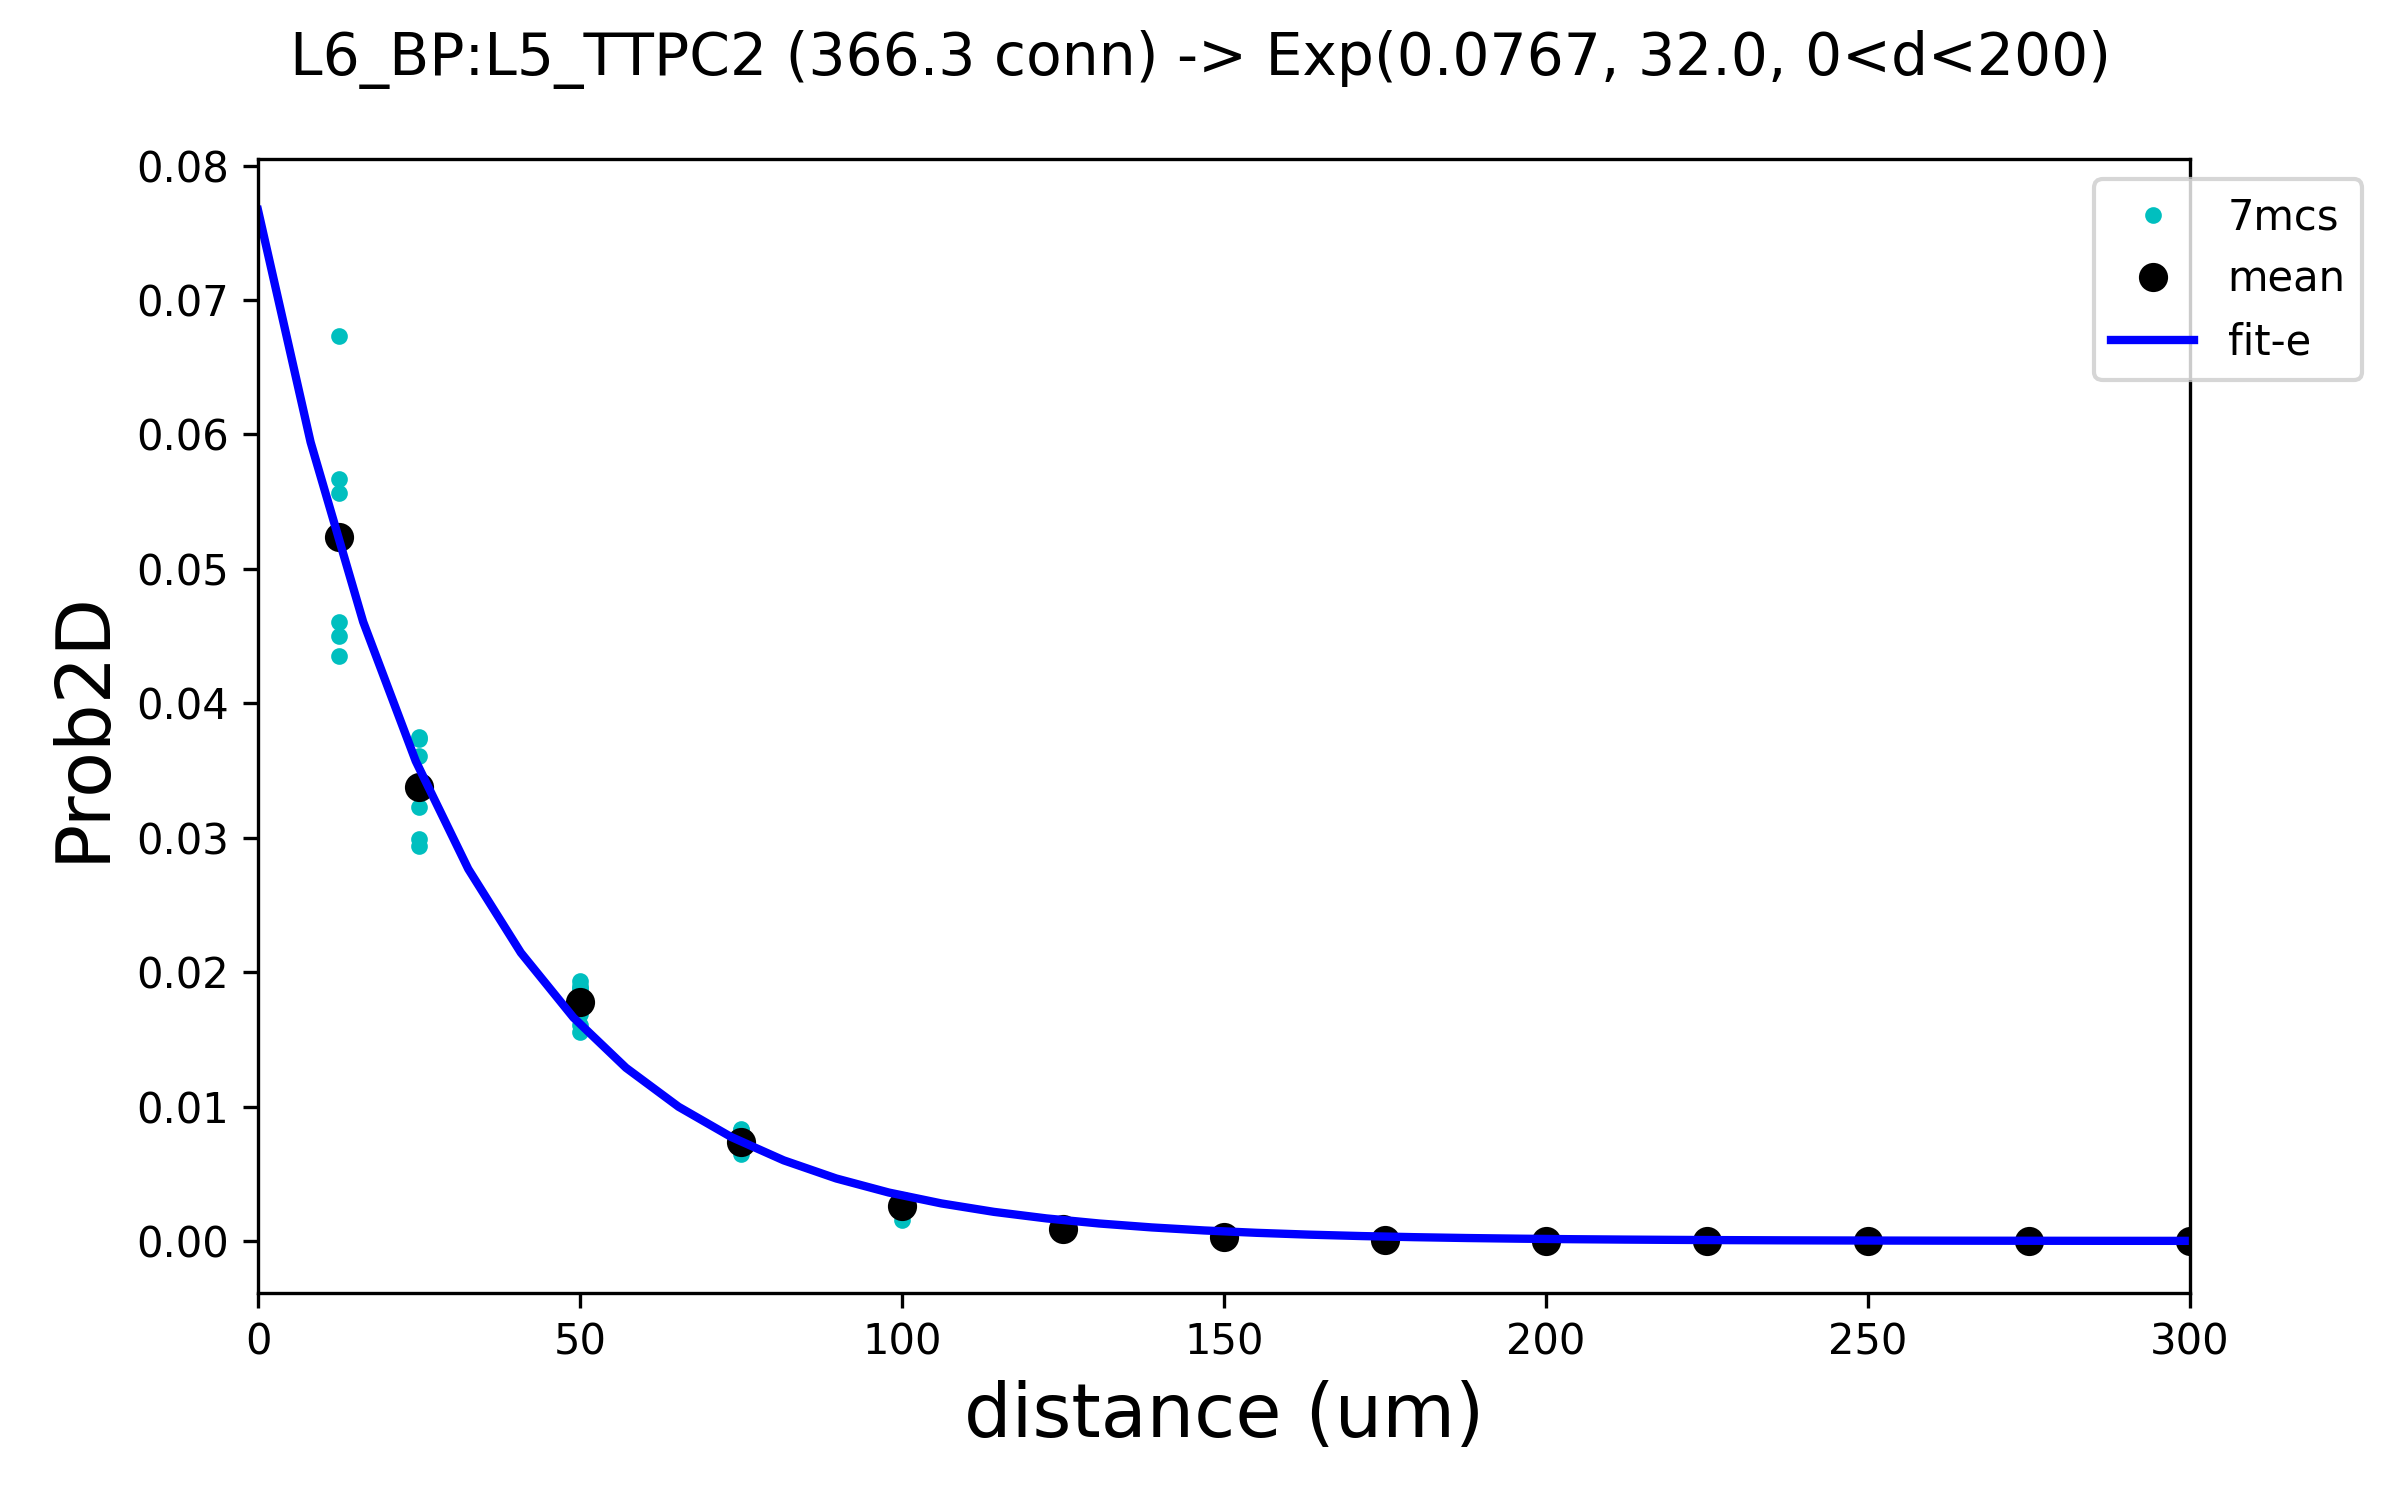 L6_BP:L5_TTPC2 (366.3 conn) -> Exp(0.0767, 32.0, 0<d<200)
0.08
0.07
0.06
0.05
0.04
0.03
0.02
0.01
0.00
Prob2D
7mcs
mean
fit-e
0 50 100 150 200 250 300
distance (um)